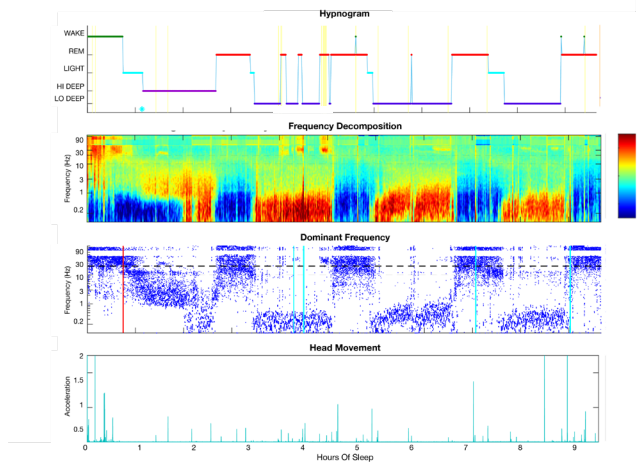 Hypnogram
WAKE
REM
LIGHT
HI DEEP
LO DEEP
Frequency Decomposition
Frequency (Hz)
90
30
10
3
1
0.2
Dominant Frequency
Frequency (Hz)
90
30
10
3
1
0.2
Head Movement
Acceleration
2
1.5
1
0.5
0 1 2 3 4 5 6 7 8 9
Hours Of Sleep